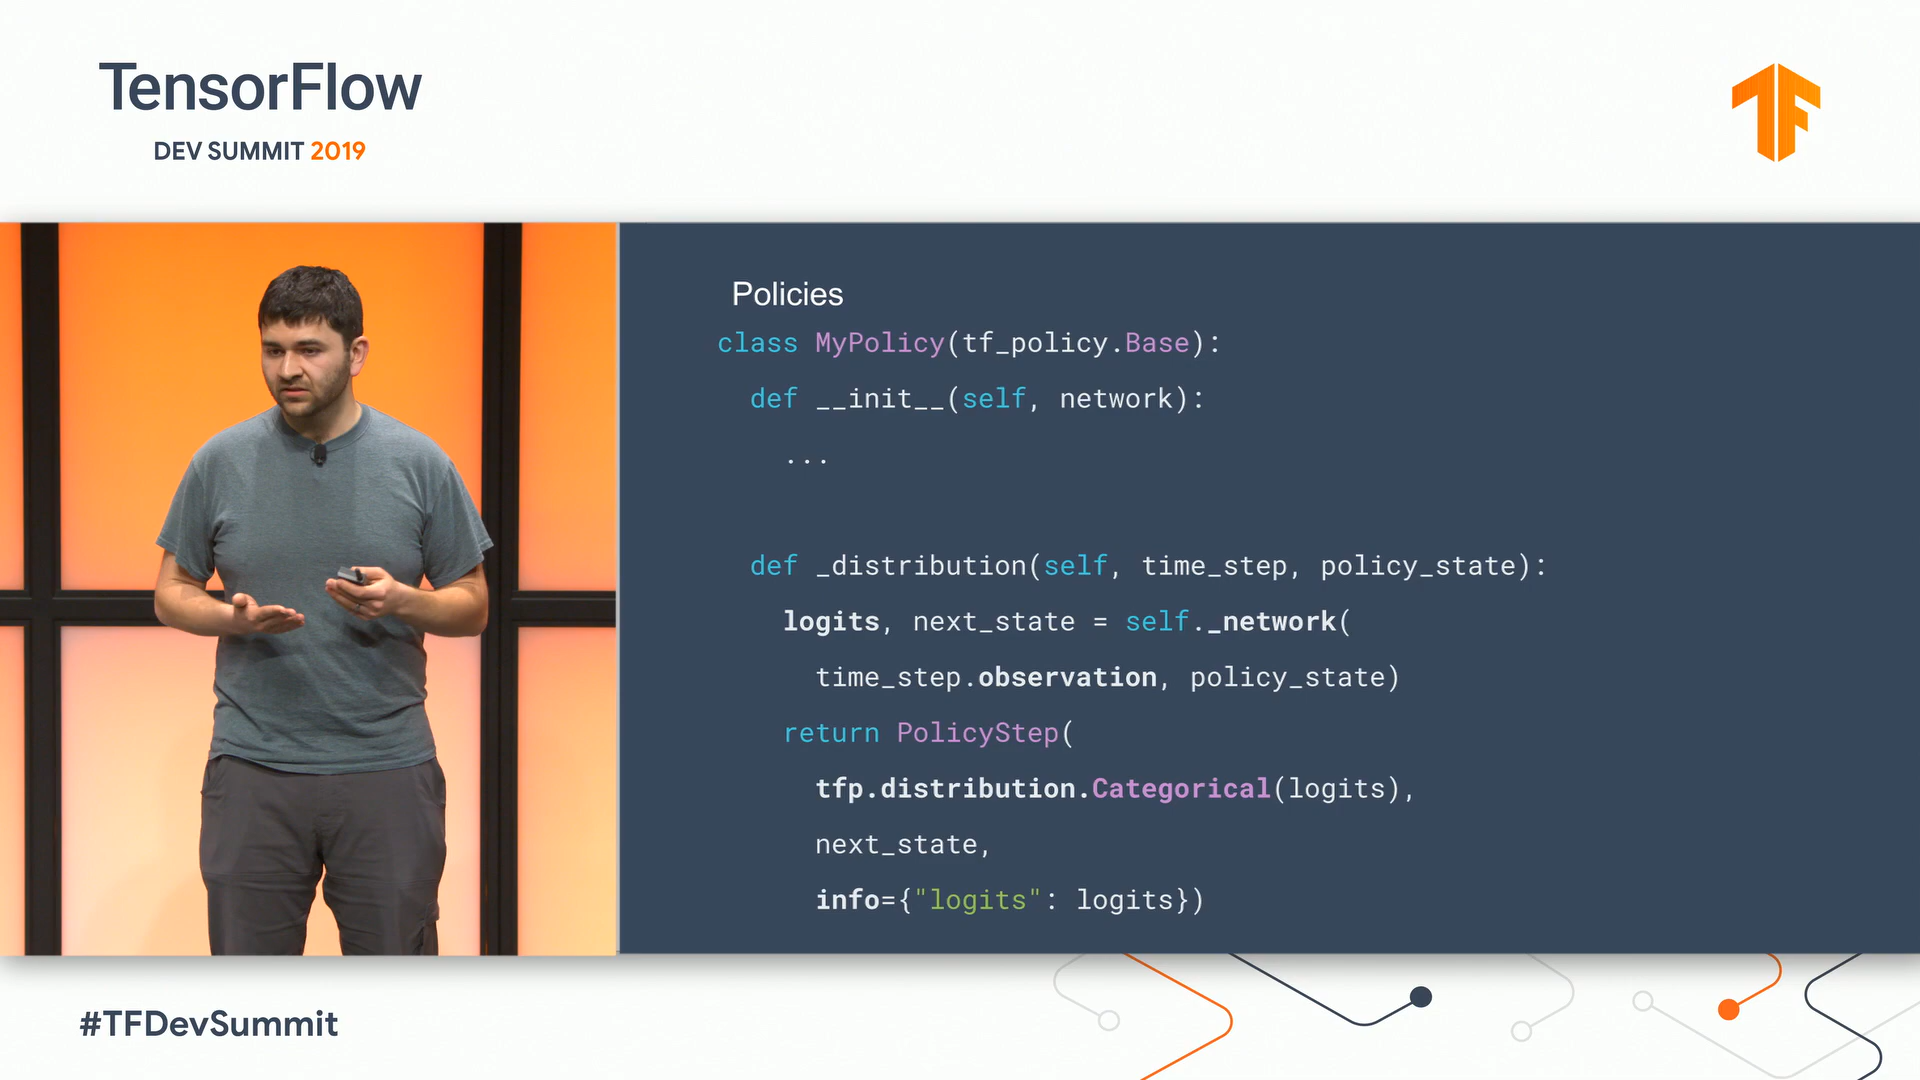 TensorFlow
DEV SUMMIT 2019
Policies
class MyPolicy(tf_policy.Base):
def __init__(self, network):
...
def _distribution(self, time_step, policy_state):
logits, next_state = self._network(
time_step.observation, policy_state)
return PolicyStep(
tfp.distribution.Categorical(logits),
next_state,
info={"logits": logits})
#TFDevSummit